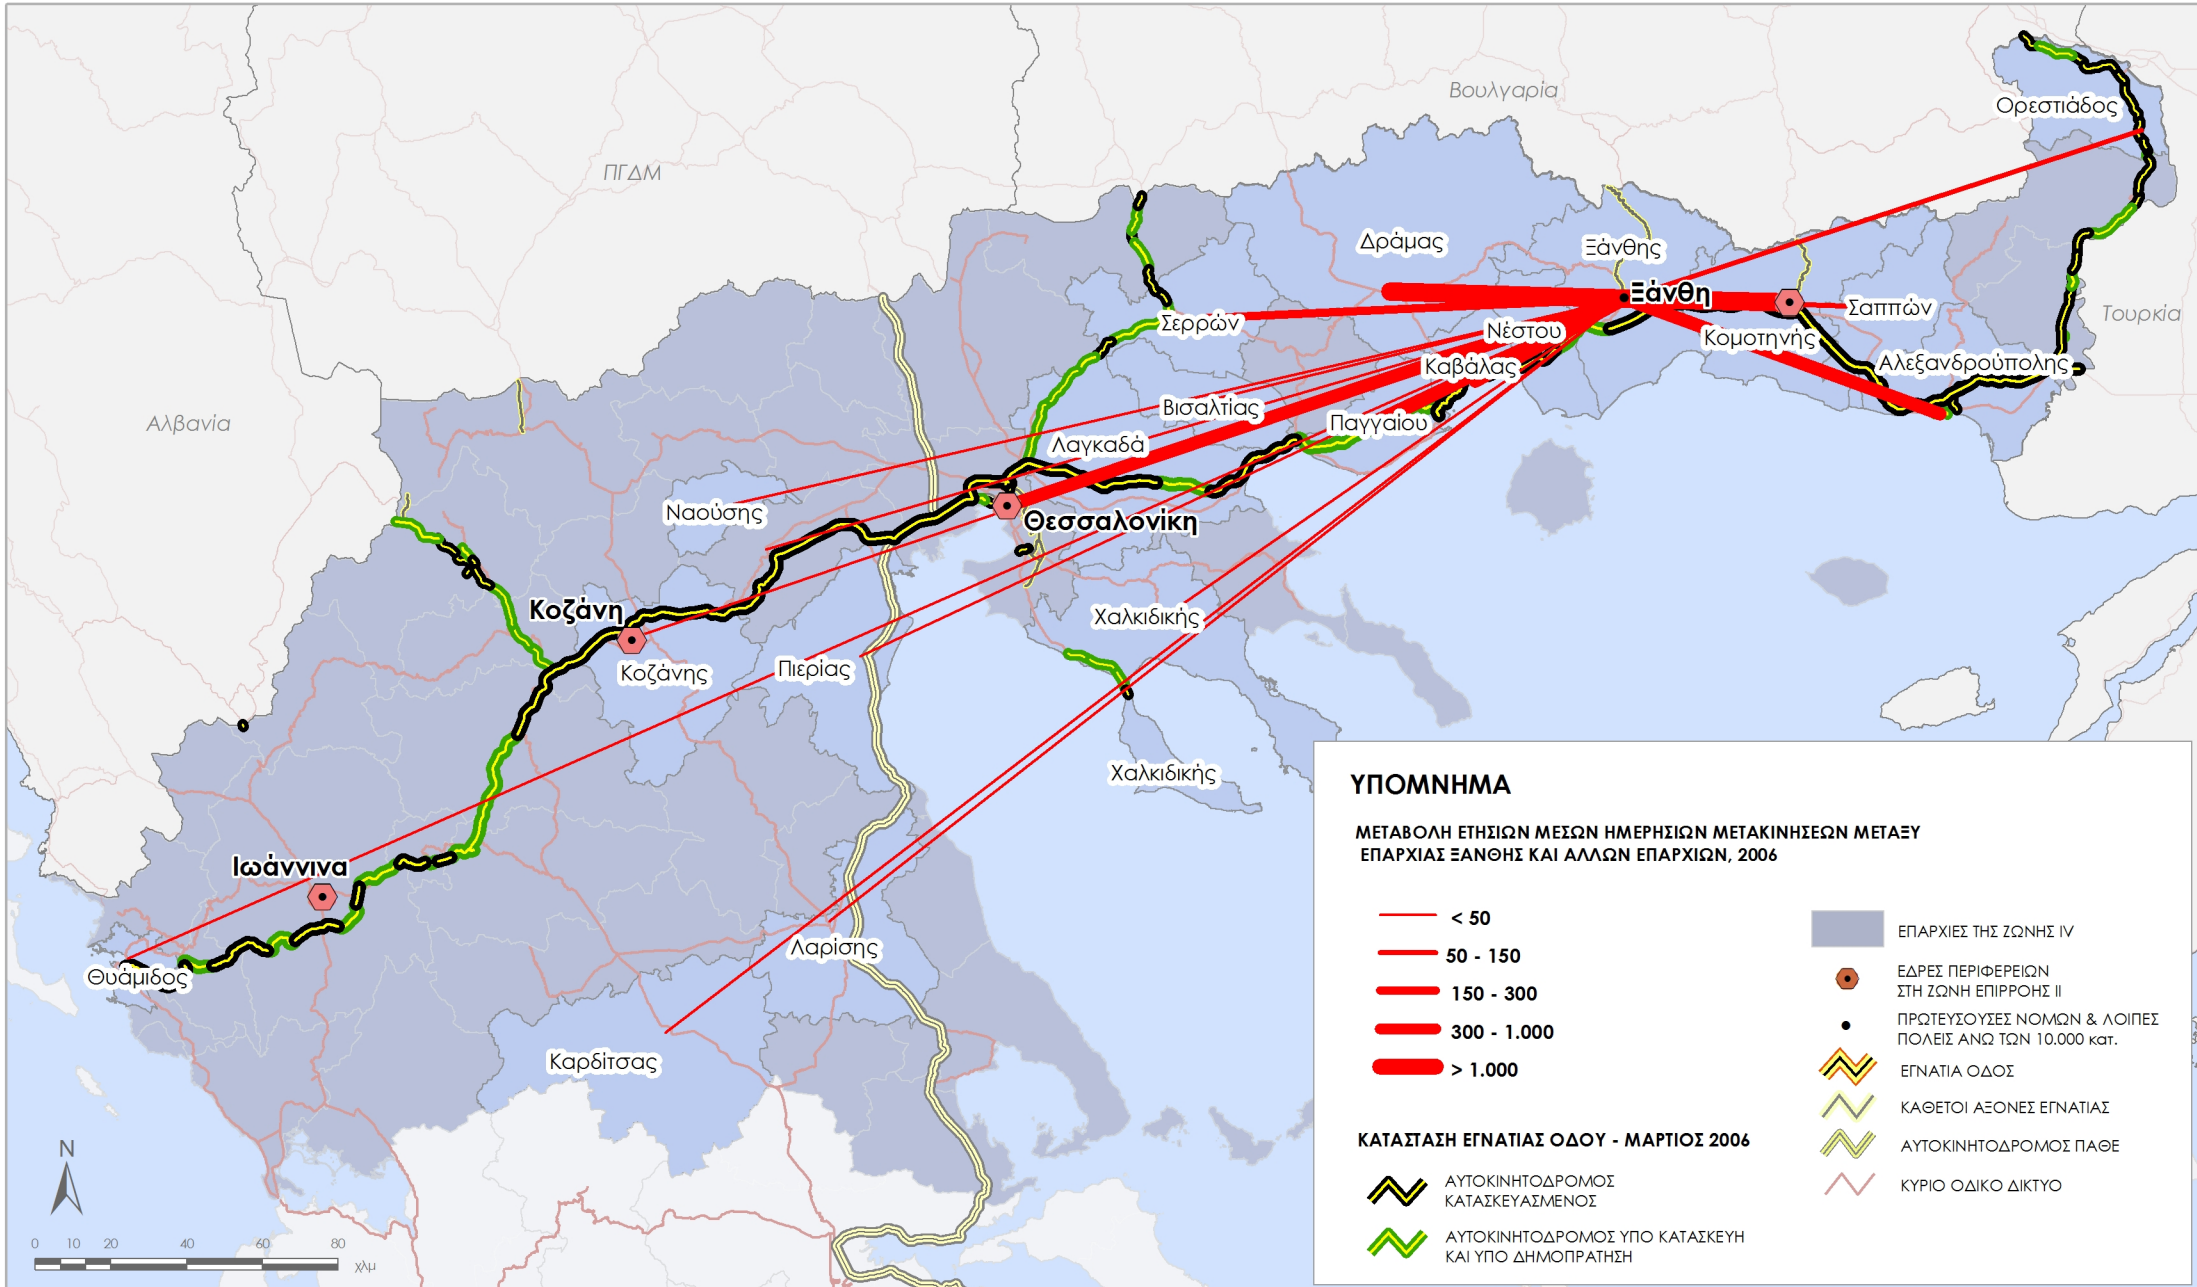 Βουλγαρία
Ορεστιάδος
ΠΓΔΜ
Δράμας
Ξάνθης
Ξάνθη
Σαππών
Τουρκία
Σερρών
Νέστου
Κομοτηνής
Καβάλας
Αλεξανδρούπολης
Αλβανία
Βισαλτίας
Παγγαίου
Λαγκαδά
Ναούσης
Θεσσαλονίκη
Κοζάνη
Χαλκιδικής
Κοζάνης
Πιερίας
Χαλκιδικής
Ιωάννινα
Λαρίσης
Θυάμιδος
Καρδίτσας
N
0 10 20 40 60 80
χλμ
ΥΠΟΜΝΗΜΑ
ΜΕΤΑΒΟΛΗ ΕΤΗΣΙΩΝ ΜΕΣΩΝ ΗΜΕΡΗΣΙΩΝ ΜΕΤΑΚΙΝΗΣΕΩΝ ΜΕΤΑΞΥ
ΕΠΑΡΧΙΑΣ ΞΑΝΘΗΣ ΚΑΙ ΑΛΛΩΝ ΕΠΑΡΧΙΩΝ, 2006
< 50
50 - 150
150 - 300
300 - 1.000
> 1.000
ΚΑΤΑΣΤΑΣΗ ΕΓΝΑΤΙΑΣ ΟΔΟΥ - ΜΑΡΤΙΟΣ 2006
ΑΥΤΟΚΙΝΗΤΟΔΡΟΜΟΣ
ΚΑΤΑΣΚΕΥΑΣΜΕΝΟΣ
ΑΥΤΟΚΙΝΗΤΟΔΡΟΜΟΣ ΥΠΟ ΚΑΤΑΣΚΕΥΗ
ΚΑΙ ΥΠΟ ΔΗΜΟΠΡΑΤΗΣΗ
ΕΠΑΡΧΙΕΣ ΤΗΣ ΖΩΝΗΣ IV
ΕΔΡΕΣ ΠΕΡΙΦΕΡΕΙΩΝ
ΣΤΗ ΖΩΝΗ ΕΠΙΡΡΟΗΣ II
ΠΡΩΤΕΥΣΟΥΣΕΣ ΝΟΜΩΝ & ΛΟΙΠΕΣ
ΠΟΛΕΙΣ ΑΝΩ ΤΩΝ 10.000 κατ.
ΕΓΝΑΤΙΑ ΟΔΟΣ
ΚΑΘΕΤΟΙ ΑΞΟΝΕΣ ΕΓΝΑΤΙΑΣ
ΑΥΤΟΚΙΝΗΤΟΔΡΟΜΟΣ ΠΑΘΕ
ΚΥΡΙΟ ΟΔΙΚΟ ΔΙΚΤΥΟ